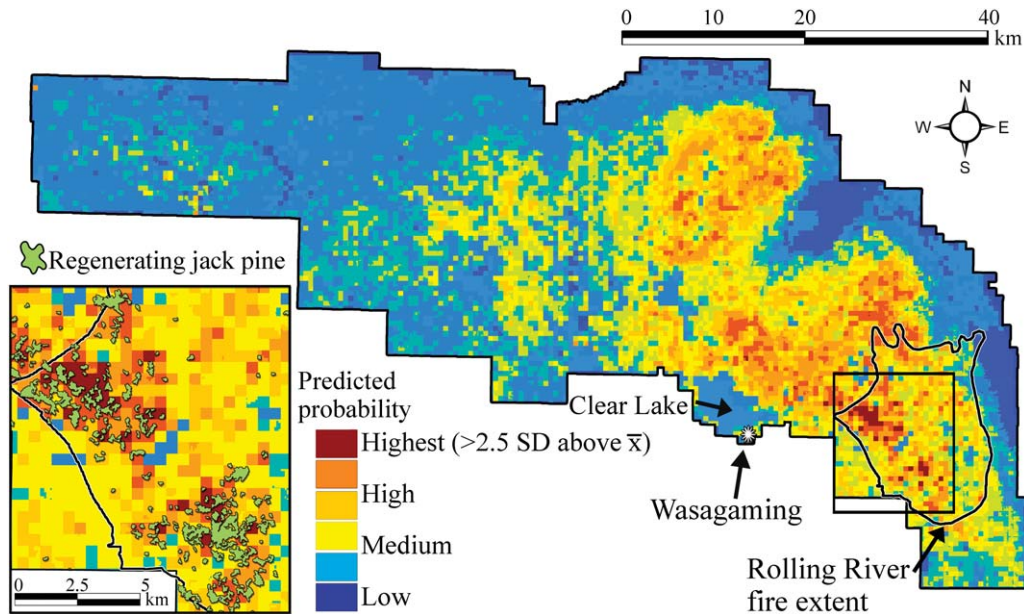 0 10 20 40
km
N
W E
S
Regenerating jack pine
Predicted
probability
Highest (>2.5 SD above x̅)
High
Medium
Low
0 2.5 5
km
Clear Lake
Wasagaming
Rolling River
fire extent